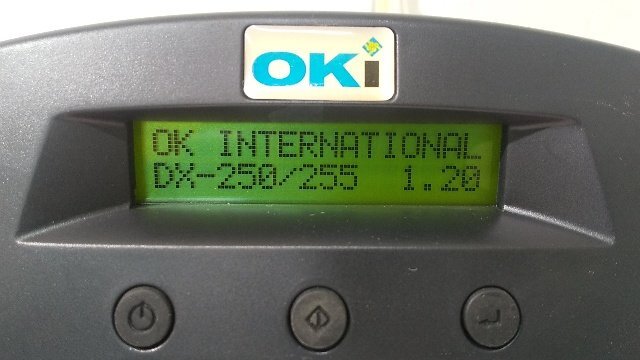 OKi
OK INTERNATIONAL
DX-250/255 1.20